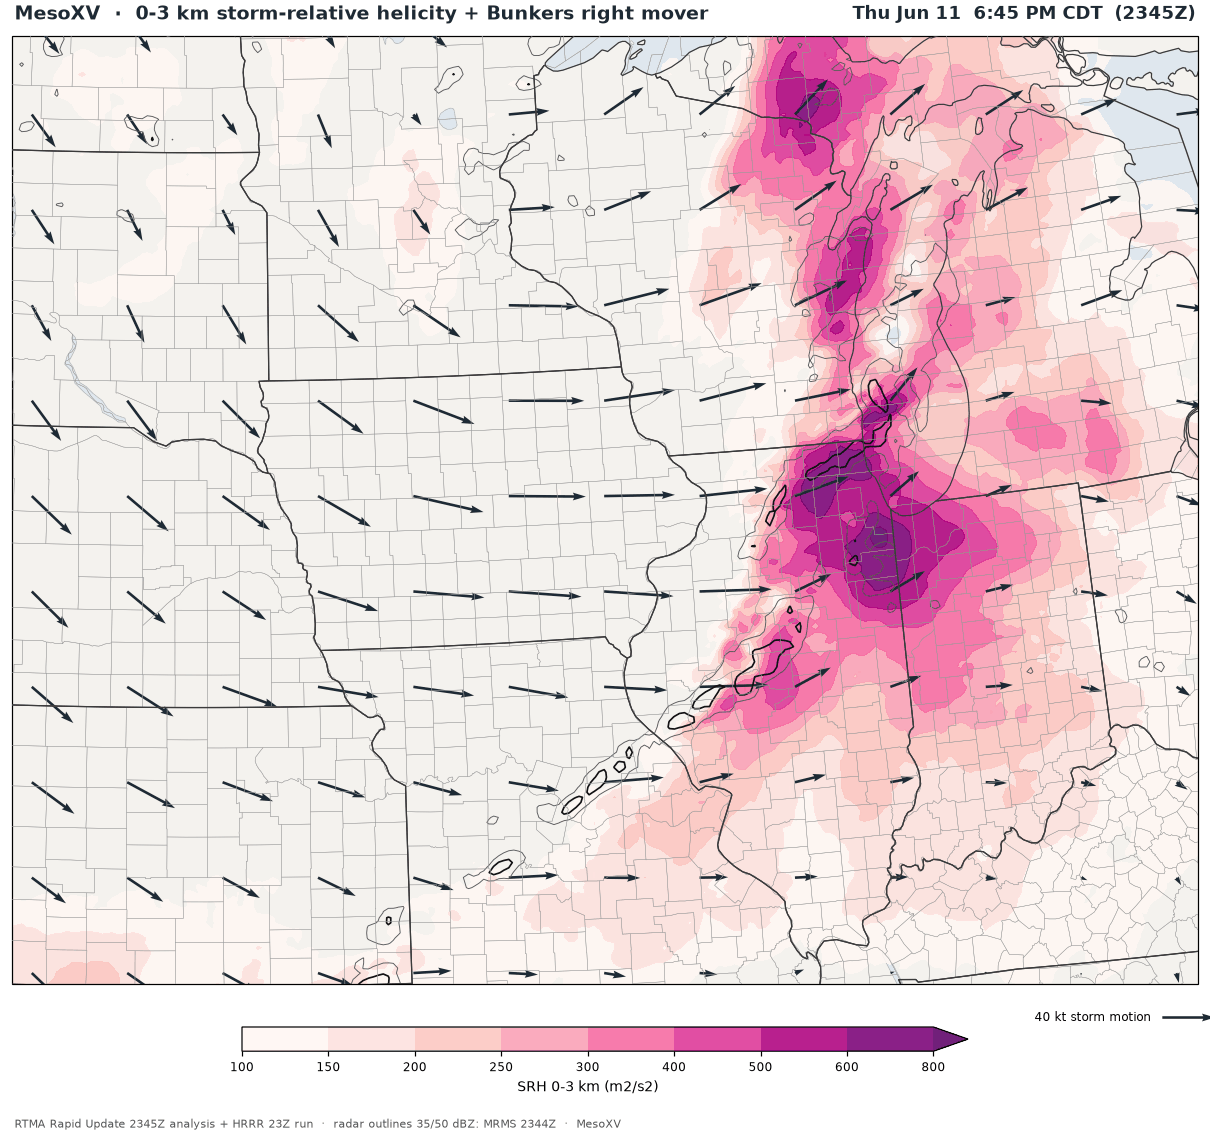 MesoXV · 0-3 km storm-relative helicity + Bunkers right mover
Thu Jun 11 6:45 PM CDT (2345Z)
40 kt storm motion
100 150 200 250 300 400 500 600 800
SRH 0-3 km (m2/s2)
RTMA Rapid Update 2345Z analysis + HRRR 23Z run · radar outlines 35/50 dBZ: MRMS 2344Z · MesoXV